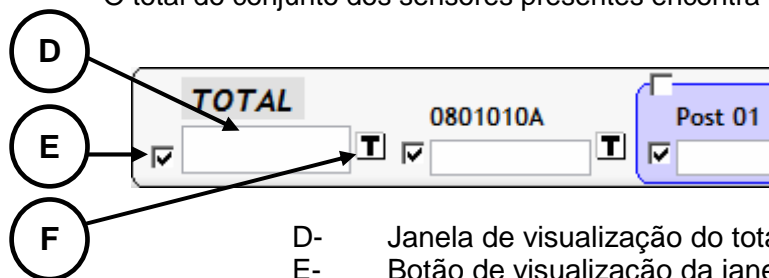 O total do conjunto dos sensores presentes encontra
D
TOTAL
0801010A
Post 01
E
T
T
F
D- Janela de visualização do tota
E- Botão de visualização da jane